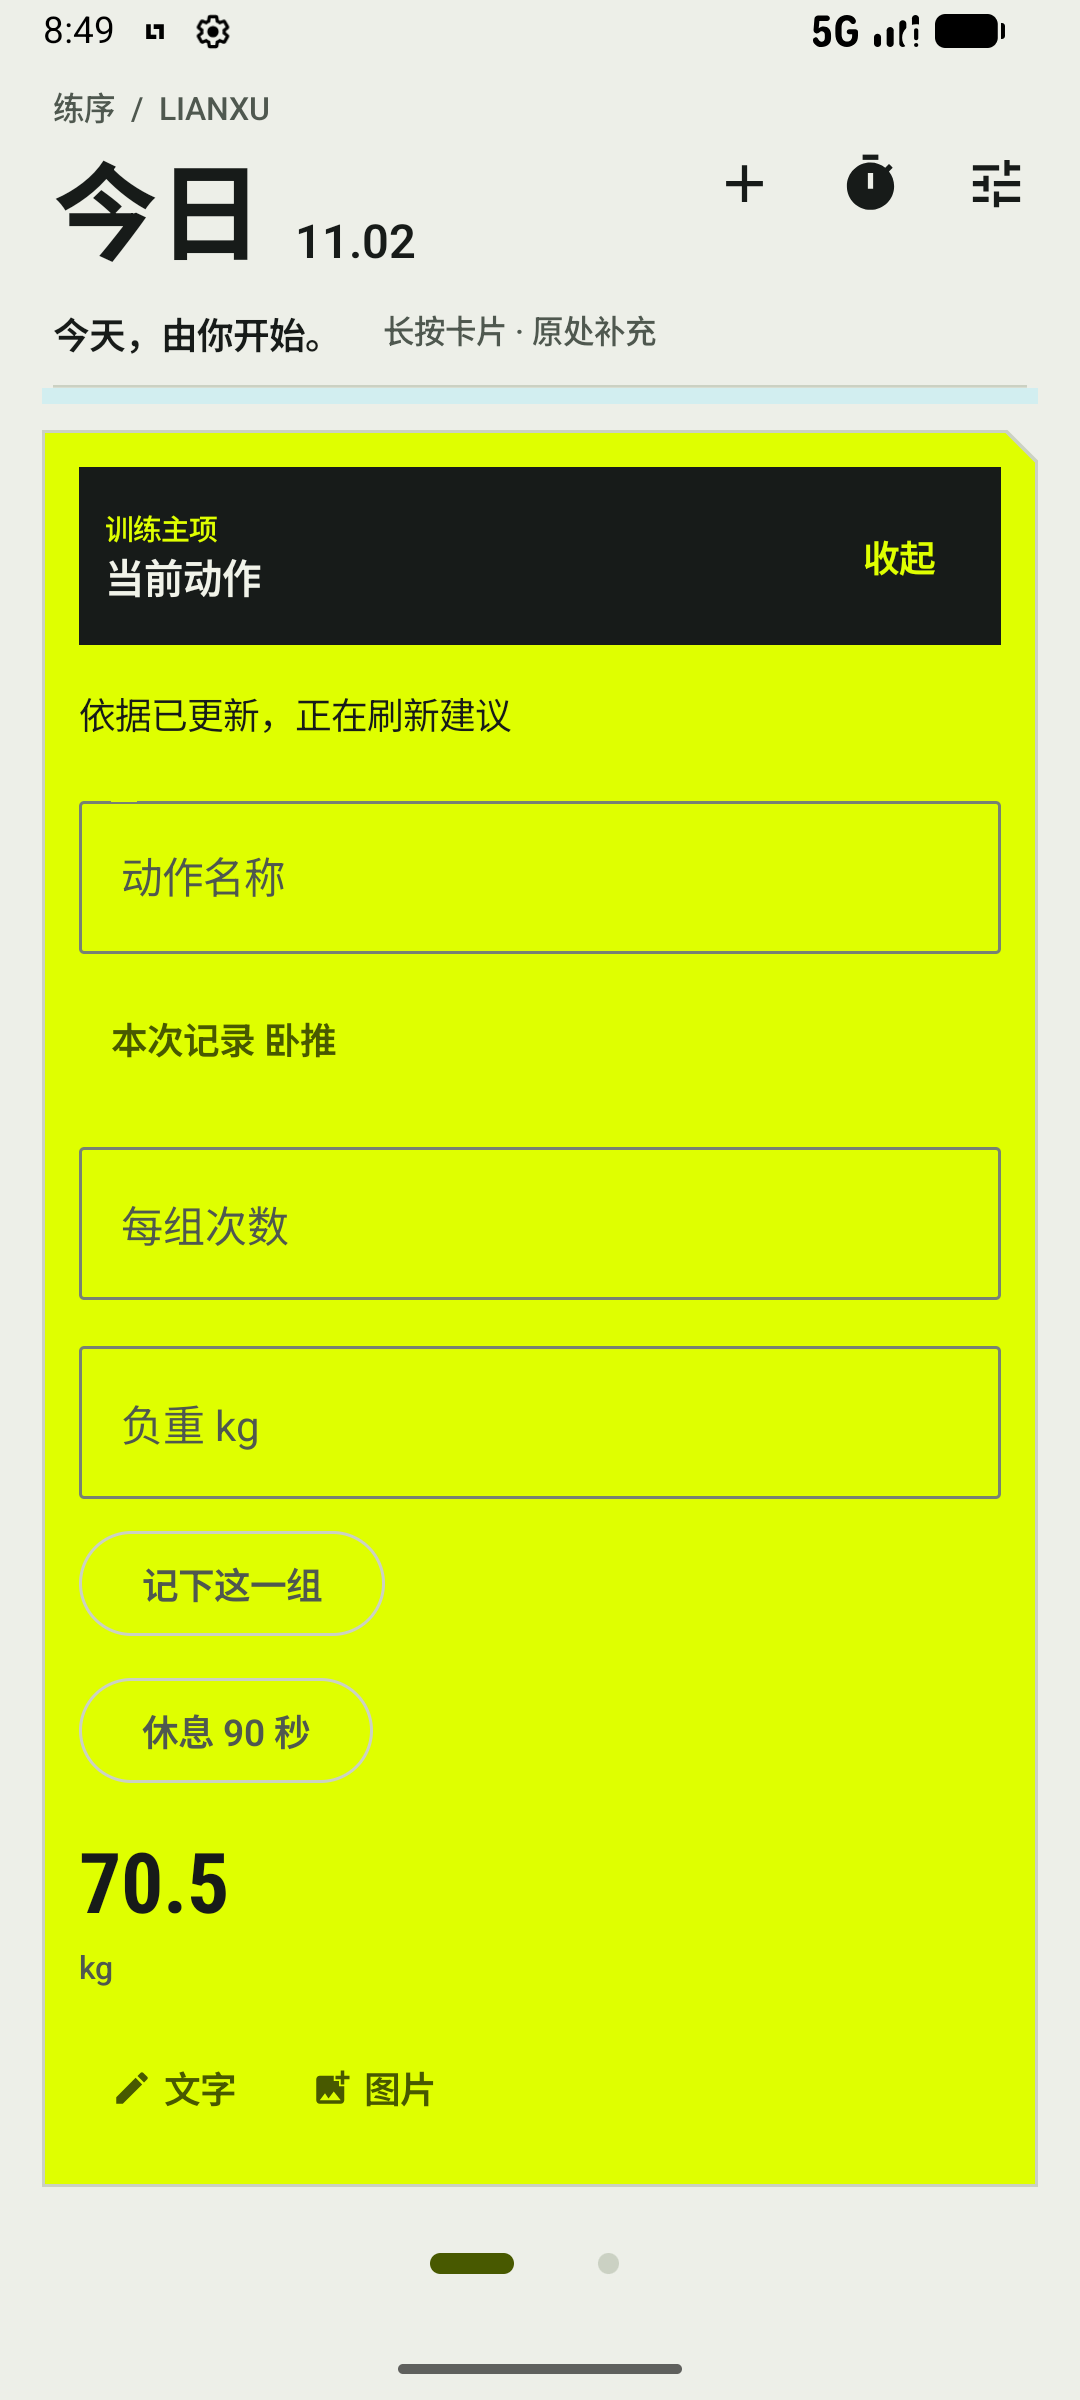 8:49
5G
练序 / LIANXU
今日 11.02
今天，由你开始。 长按卡片 · 原处补充
训练主项
当前动作
收起
依据已更新，正在刷新建议
动作名称
本次记录 卧推
每组次数
负重 kg
记下这一组
休息 90 秒
70.5
kg
文字 图片